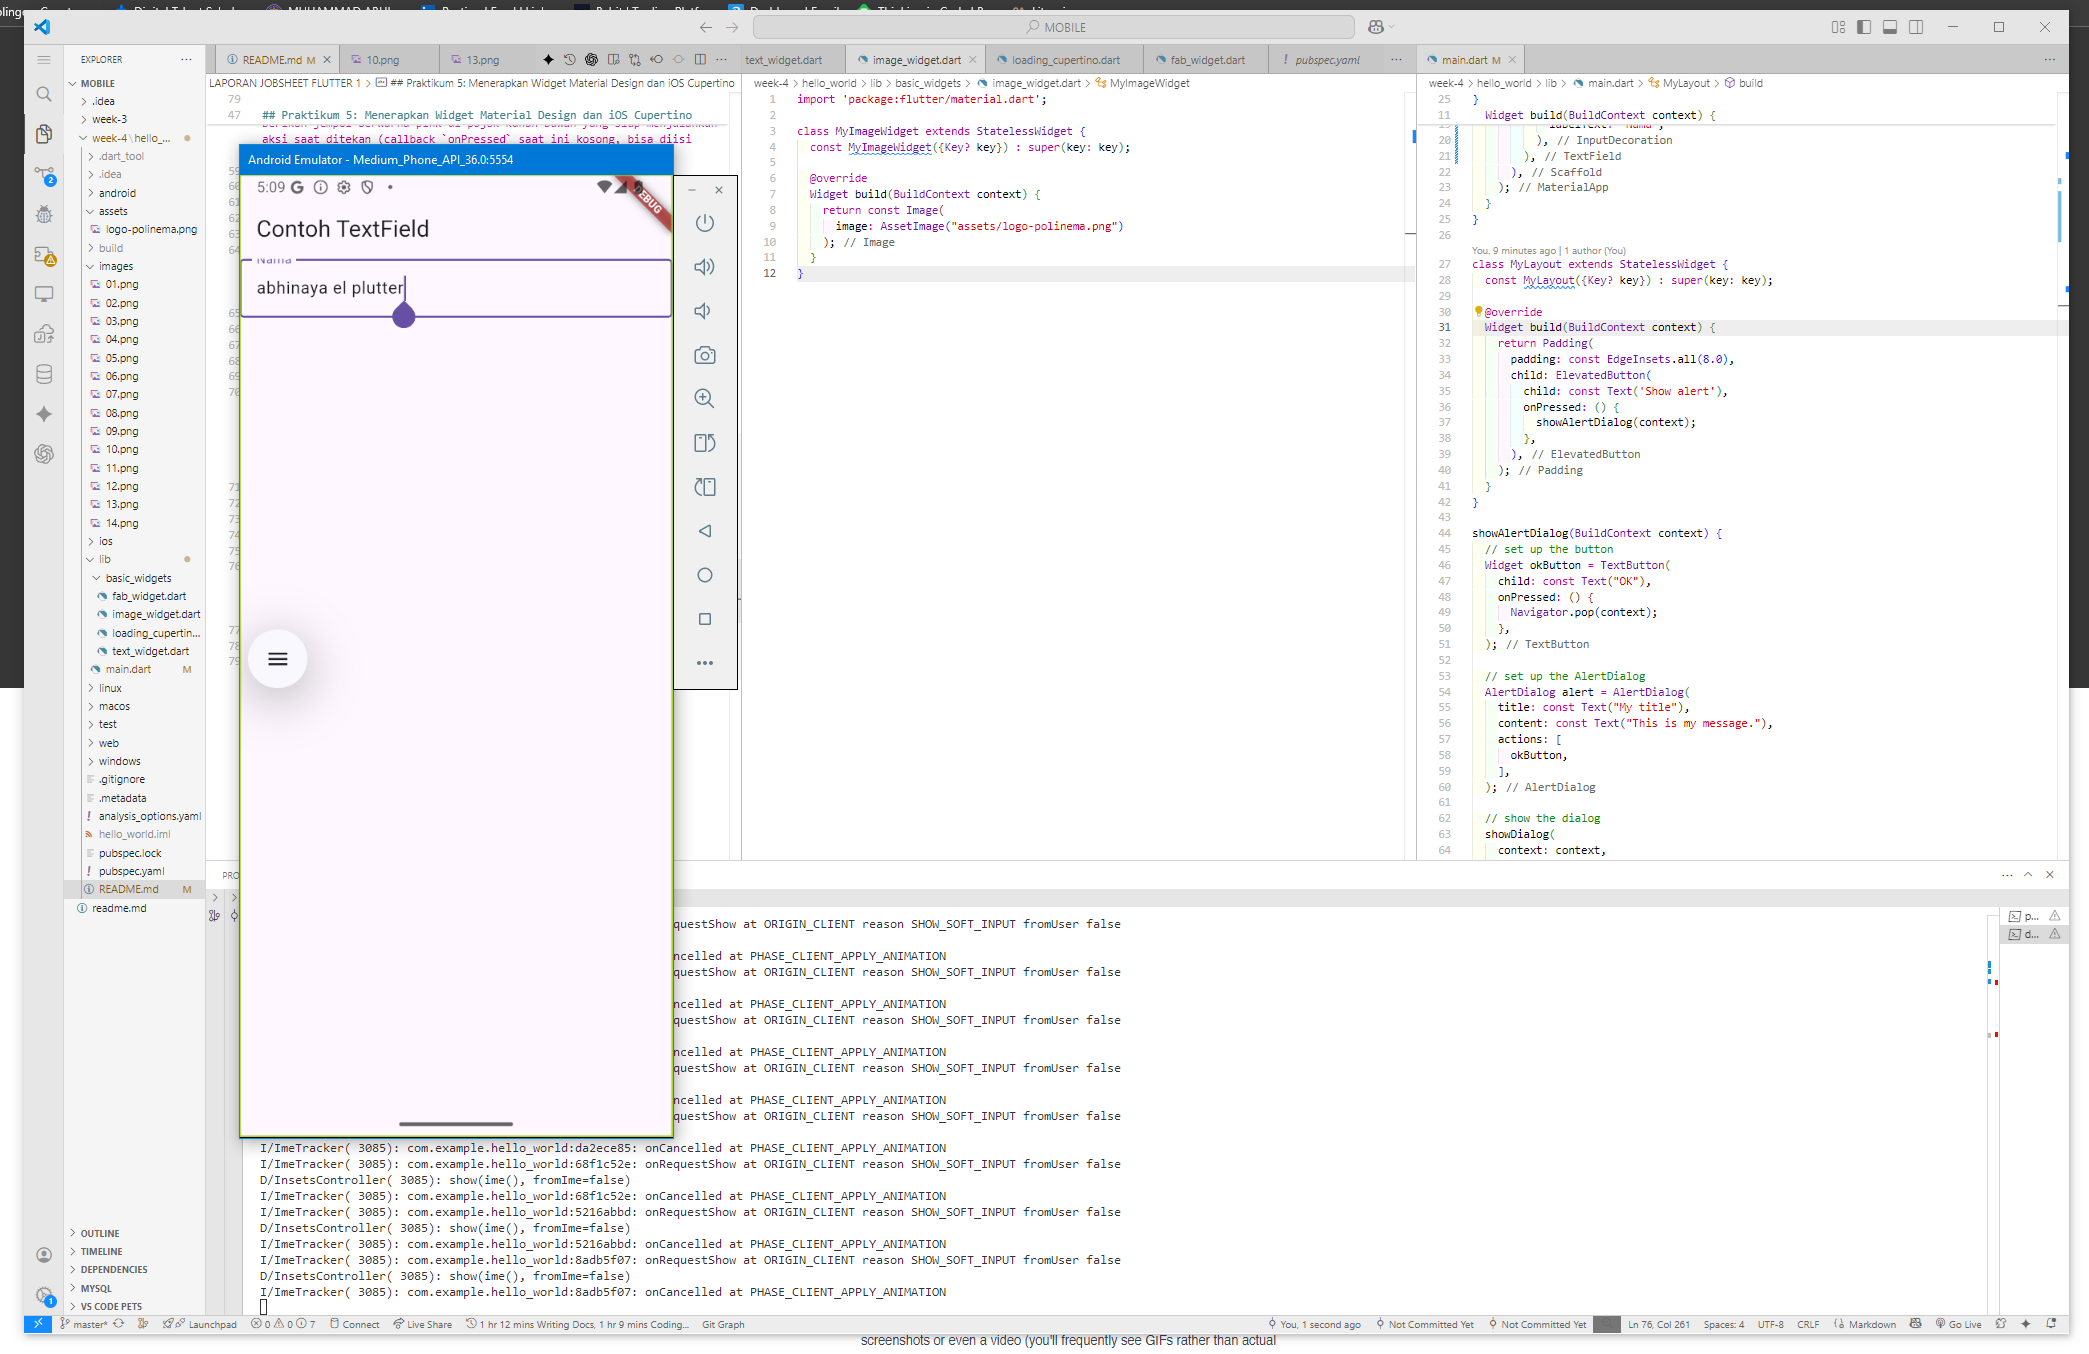 MOBILE
EXPLORER
README.md M
10.png
13.png
text_widget.dart
image_widget.dart
loading_cupertino.dart
fab_widget.dart
pubspec.yaml
main.dart M
MOBILE
.idea
week-3
week-4\hello_...
.dart_tool
.idea
android
assets
logo-polinema.png
build
images
01.png
02.png
03.png
04.png
05.png
06.png
07.png
08.png
09.png
10.png
11.png
12.png
13.png
14.png
ios
lib
basic_widgets
fab_widget.dart
image_widget.dart
loading_cupertin...
text_widget.dart
main.dart M
linux
macos
test
web
windows
.gitignore
.metadata
analysis_options.yaml
hello_world.iml
pubspec.lock
pubspec.yaml
README.md M
readme.md
OUTLINE
TIMELINE
DEPENDENCIES
MYSQL
VS CODE PETS
LAPORAN JOBSHEET FLUTTER 1 > ## Praktikum 5: Menerapkan Widget Material Design dan iOS Cupertino
79
47 ## Praktikum 5: Menerapkan Widget Material Design dan iOS Cupertino
aksi saat ditekan (callback `onPressed` saat ini kosong, bisa diisi
Android Emulator - Medium_Phone_API_36.0:5554
5:09
DEBUG
Contoh TextField
Nama
abhinaya el plutter
week-4 > hello_world > lib > basic_widgets > image_widget.dart > MyImageWidget
1 import 'package:flutter/material.dart';
2
3 class MyImageWidget extends StatelessWidget {
4 const MyImageWidget({Key? key}) : super(key: key);
5
6 @override
7 Widget build(BuildContext context) {
8 return const Image(
9 image: AssetImage("assets/logo-polinema.png")
10 ); // Image
11 }
12 }
week-4 > hello_world > lib > main.dart > MyLayout > build
25 }
11 Widget build(BuildContext context) {
20 ), // InputDecoration
21 ), // TextField
22 ), // Scaffold
23 ); // MaterialApp
24 }
25 }
26
You, 9 minutes ago | 1 author (You)
27 class MyLayout extends StatelessWidget {
28 const MyLayout({Key? key}) : super(key: key);
29
30 @override
31 Widget build(BuildContext context) {
32 return Padding(
33 padding: const EdgeInsets.all(8.0),
34 child: ElevatedButton(
35 child: const Text('Show alert'),
36 onPressed: () {
37 showAlertDialog(context);
38 },
39 ), // ElevatedButton
40 ); // Padding
41 }
42 }
43
44 showAlertDialog(BuildContext context) {
45 // set up the button
46 Widget okButton = TextButton(
47 child: const Text("OK"),
48 onPressed: () {
49 Navigator.pop(context);
50 },
51 ); // TextButton
52
53 // set up the AlertDialog
54 AlertDialog alert = AlertDialog(
55 title: const Text("My title"),
56 content: const Text("This is my message."),
57 actions: [
58 okButton,
59 ],
60 ); // AlertDialog
61
62 // show the dialog
63 showDialog(
64 context: context,
PRO
questShow at ORIGIN_CLIENT reason SHOW_SOFT_INPUT fromUser false
ncelled at PHASE_CLIENT_APPLY_ANIMATION
questShow at ORIGIN_CLIENT reason SHOW_SOFT_INPUT fromUser false
ncelled at PHASE_CLIENT_APPLY_ANIMATION
questShow at ORIGIN_CLIENT reason SHOW_SOFT_INPUT fromUser false
ncelled at PHASE_CLIENT_APPLY_ANIMATION
questShow at ORIGIN_CLIENT reason SHOW_SOFT_INPUT fromUser false
ncelled at PHASE_CLIENT_APPLY_ANIMATION
questShow at ORIGIN_CLIENT reason SHOW_SOFT_INPUT fromUser false
I/ImeTracker( 3085): com.example.hello_world:da2ece85: onCancelled at PHASE_CLIENT_APPLY_ANIMATION
I/ImeTracker( 3085): com.example.hello_world:68f1c52e: onRequestShow at ORIGIN_CLIENT reason SHOW_SOFT_INPUT fromUser false
D/InsetsController( 3085): show(ime(), fromIme=false)
I/ImeTracker( 3085): com.example.hello_world:68f1c52e: onCancelled at PHASE_CLIENT_APPLY_ANIMATION
I/ImeTracker( 3085): com.example.hello_world:5216abbd: onRequestShow at ORIGIN_CLIENT reason SHOW_SOFT_INPUT fromUser false
D/InsetsController( 3085): show(ime(), fromIme=false)
I/ImeTracker( 3085): com.example.hello_world:5216abbd: onCancelled at PHASE_CLIENT_APPLY_ANIMATION
I/ImeTracker( 3085): com.example.hello_world:8adb5f07: onRequestShow at ORIGIN_CLIENT reason SHOW_SOFT_INPUT fromUser false
D/InsetsController( 3085): show(ime(), fromIme=false)
I/ImeTracker( 3085): com.example.hello_world:8adb5f07: onCancelled at PHASE_CLIENT_APPLY_ANIMATION
p...
d...
master* Launchpad 0 0 7 Connect Live Share 1 hr 12 mins Writing Docs, 1 hr 9 mins Coding... Git Graph
You, 1 second ago Not Committed Yet Not Committed Yet Ln 76, Col 261 Spaces: 4 UTF-8 CRLF Markdown Go Live
screenshots or even a video (you'll frequently see GIFs rather than actual